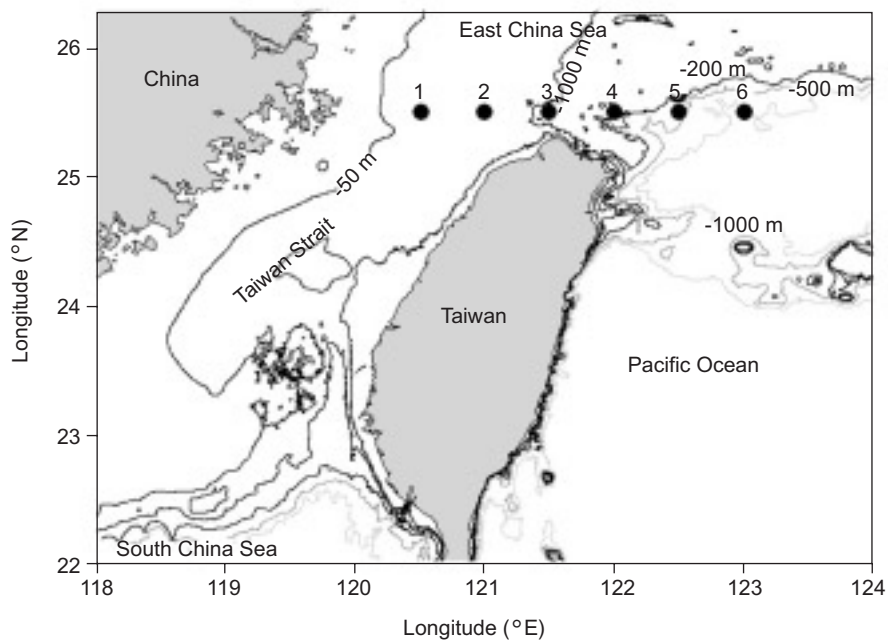 East China Sea
China
-1000 m
-200 m
-500 m
1 2 3 4 5 6
-50 m
Taiwan Strait
-1000 m
Taiwan
Pacific Ocean
South China Sea
26
25
24
23
22
Longitude (°N)
118 119 120 121 122 123 124
Longitude (°E)